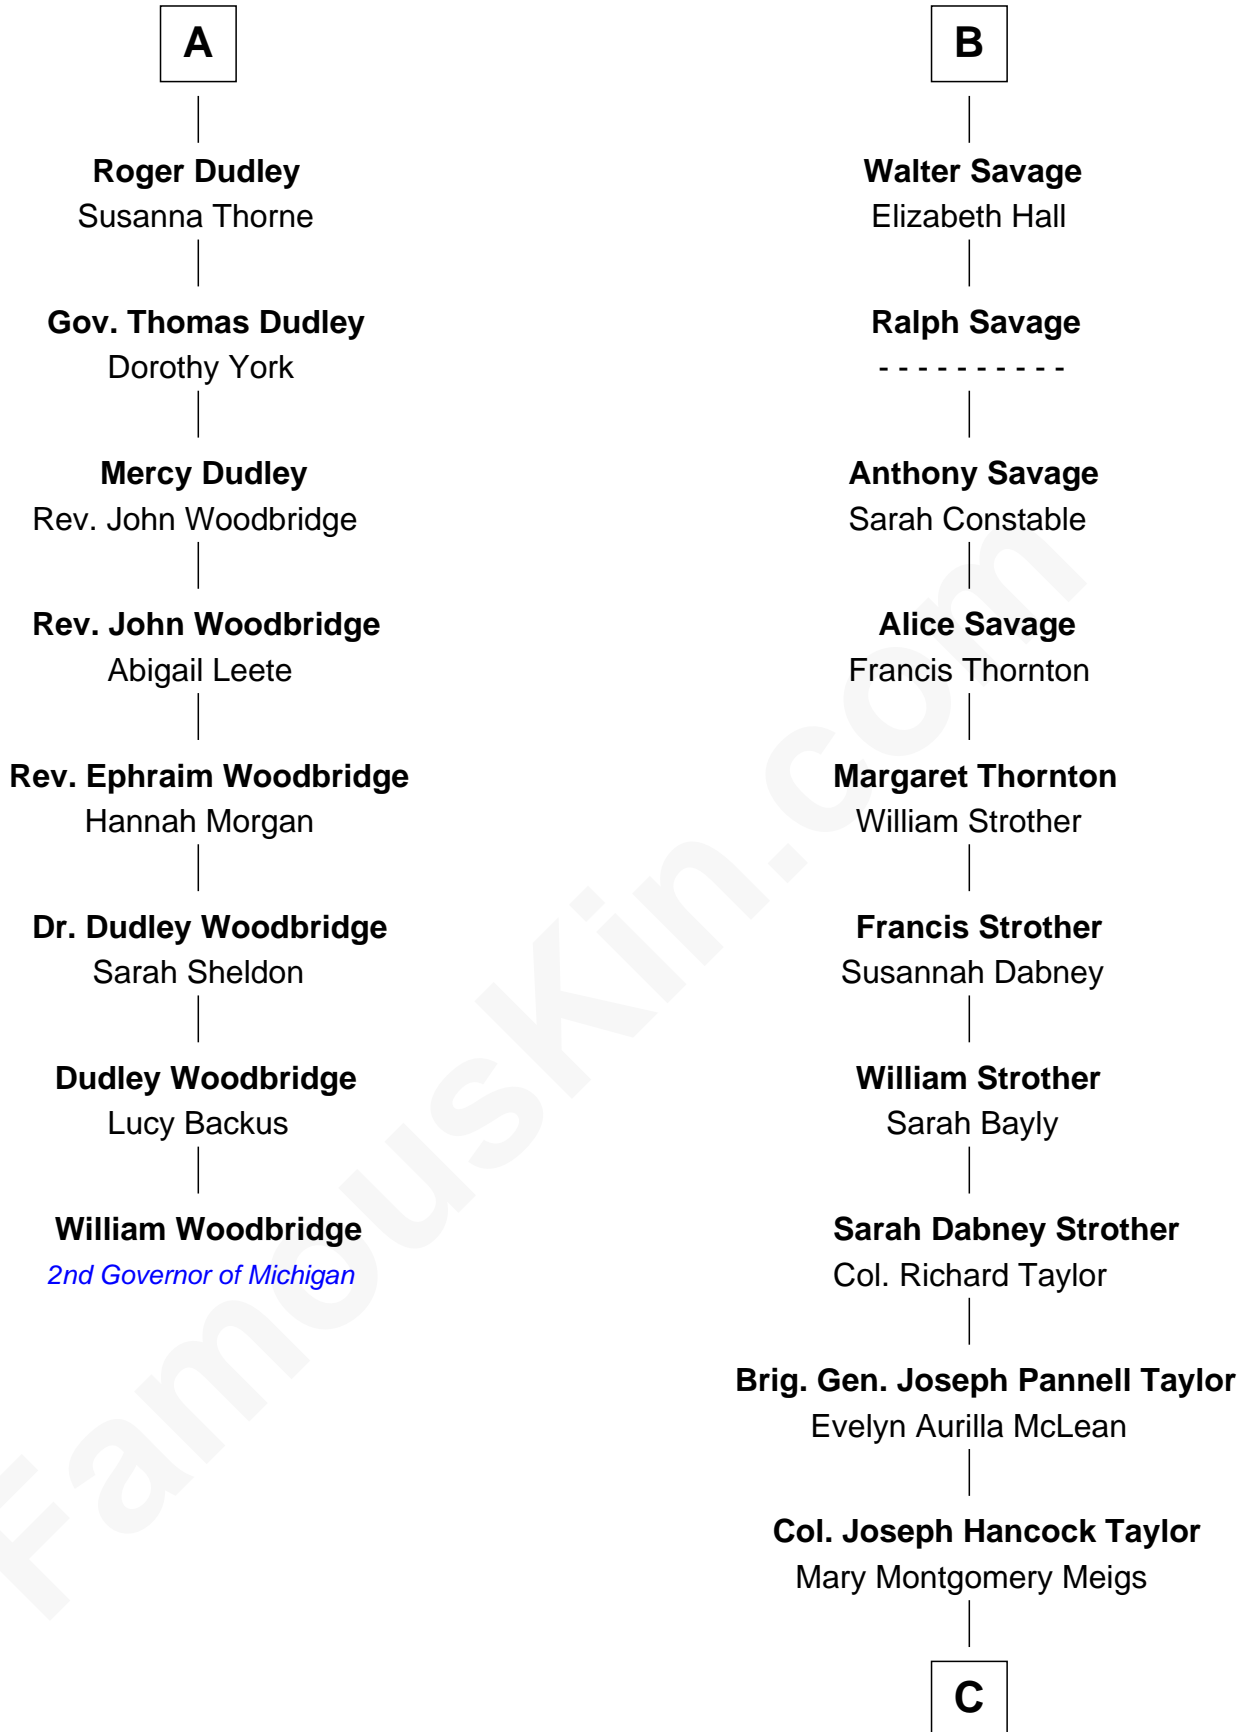 A
Roger Dudley
Susanna Thorne
Gov. Thomas Dudley
Dorothy York
Mercy Dudley
Rev. John Woodbridge
Rev. John Woodbridge
Abigail Leete
Rev. Ephraim Woodbridge
Hannah Morgan
Dr. Dudley Woodbridge
Sarah Sheldon
Dudley Woodbridge
Lucy Backus
William Woodbridge
2nd Governor of Michigan
B
Walter Savage
Elizabeth Hall
Ralph Savage
- - - - - - - - - -
Anthony Savage
Sarah Constable
Alice Savage
Francis Thornton
Margaret Thornton
William Strother
Francis Strother
Susannah Dabney
William Strother
Sarah Bayly
Sarah Dabney Strother
Col. Richard Taylor
Brig. Gen. Joseph Pannell Taylor
Evelyn Aurilla McLean
Col. Joseph Hancock Taylor
Mary Montgomery Meigs
C
FamousKin.com